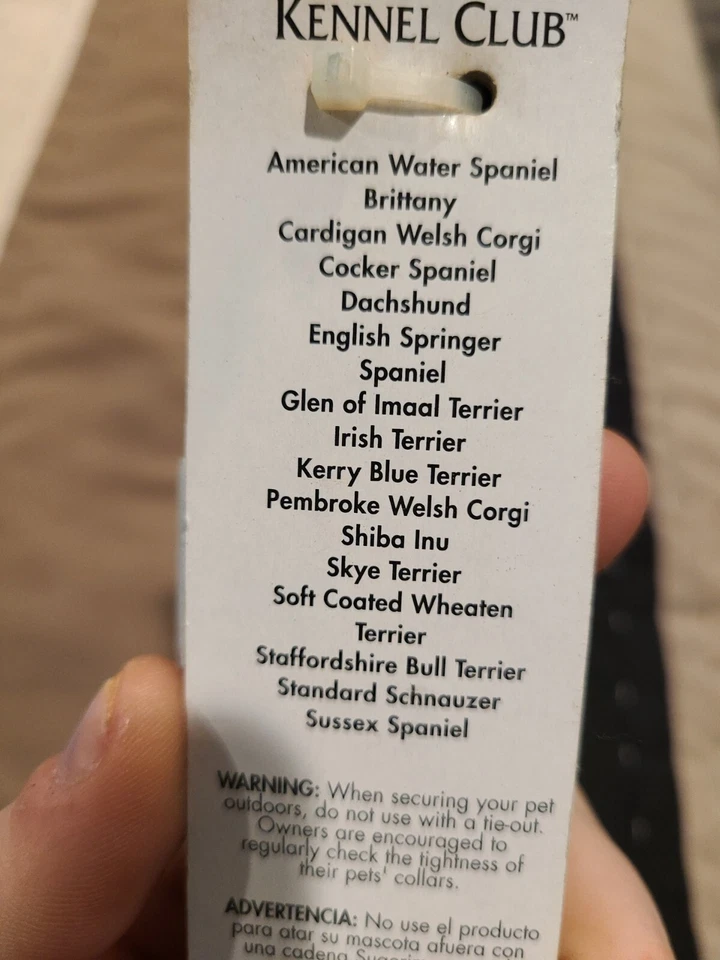 KENNEL CLUB™
American Water Spaniel
Brittany
Cardigan Welsh Corgi
Cocker Spaniel
Dachshund
English Springer
Spaniel
Glen of Imaal Terrier
Irish Terrier
Kerry Blue Terrier
Pembroke Welsh Corgi
Shiba Inu
Skye Terrier
Soft Coated Wheaten
Terrier
Staffordshire Bull Terrier
Standard Schnauzer
Sussex Spaniel
WARNING: When securing your pet
outdoors, do not use with a tie-out.
Owners are encouraged to
regularly check the tightness of
their pets' collars.
ADVERTENCIA: No use el producto
para atar su mascota afuera con
una cadena